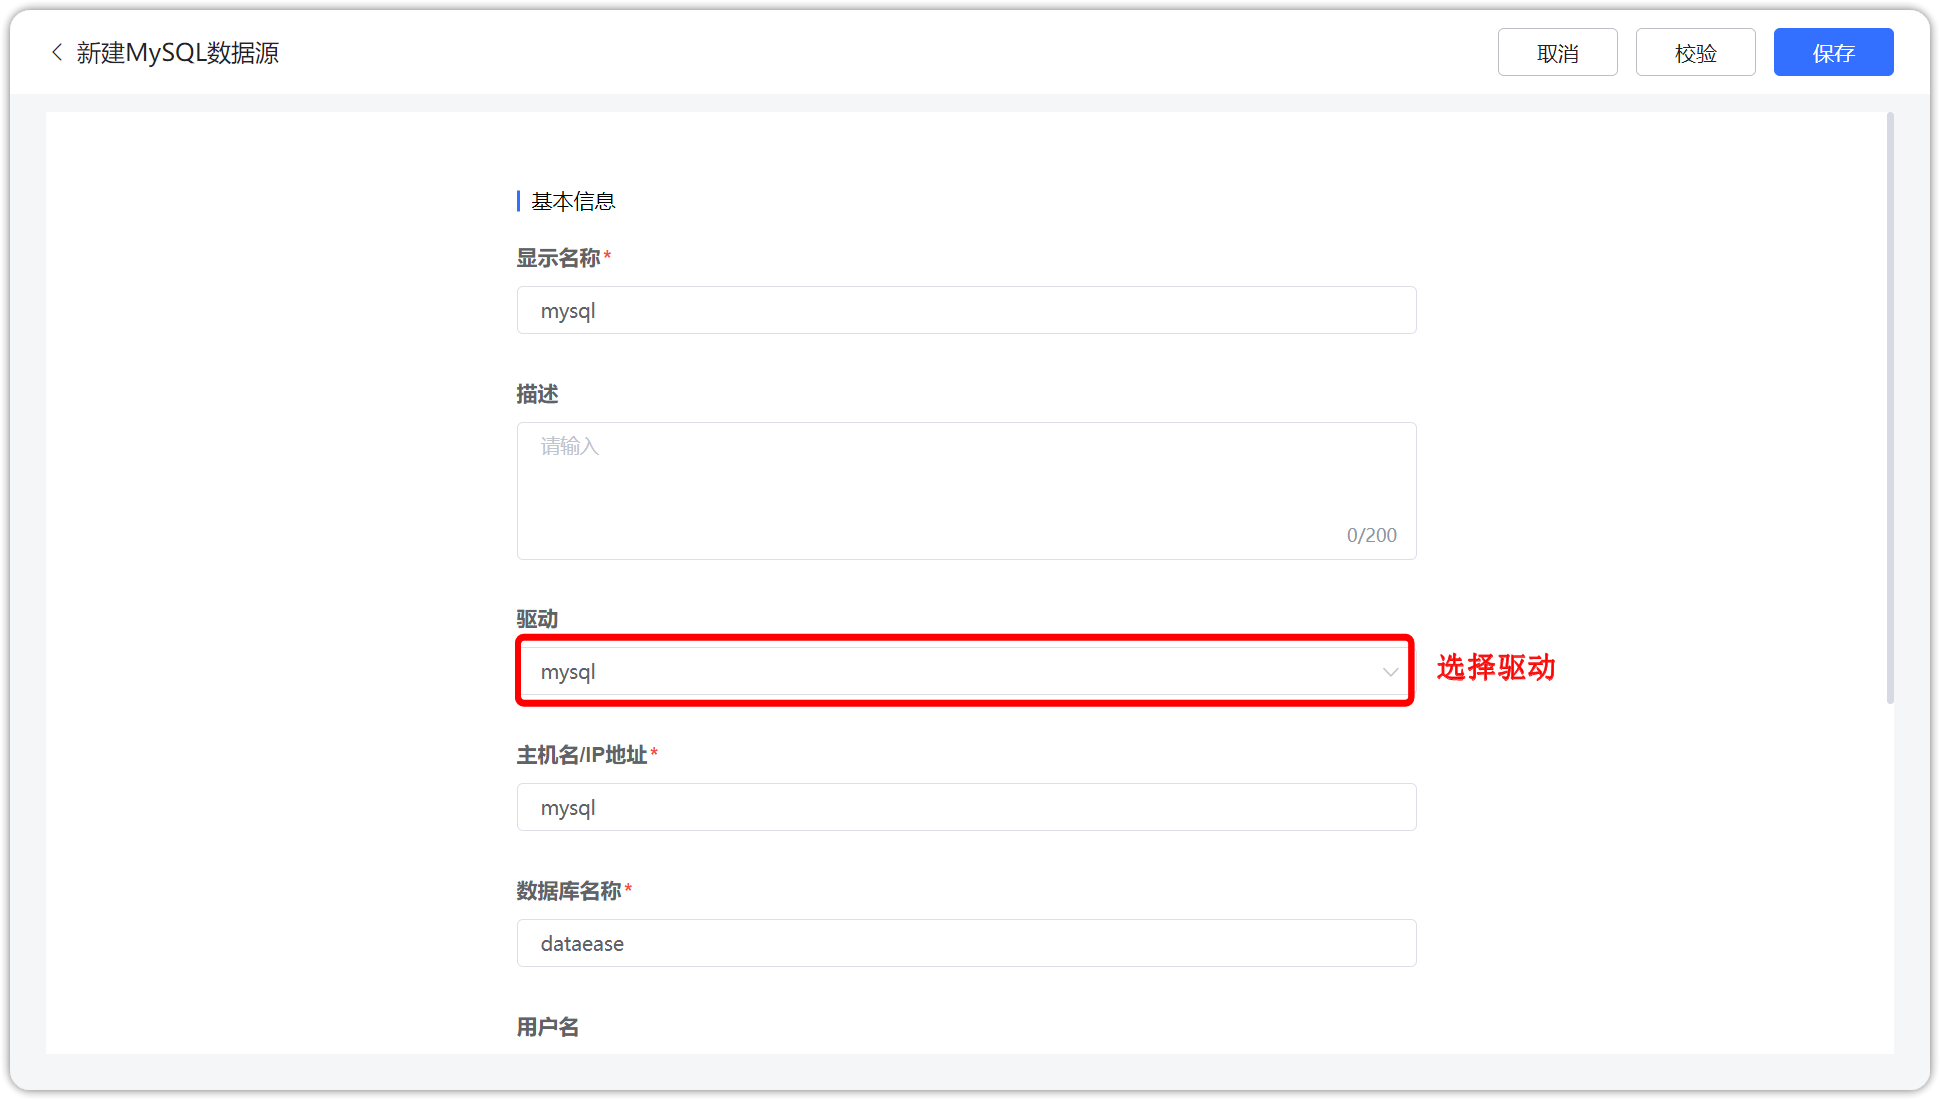 新建MySQL数据源
取消
校验
保存
基本信息
显示名称*
mysql
描述
请输入
0/200
驱动
mysql
选择驱动
主机名/IP地址*
mysql
数据库名称*
dataease
用户名